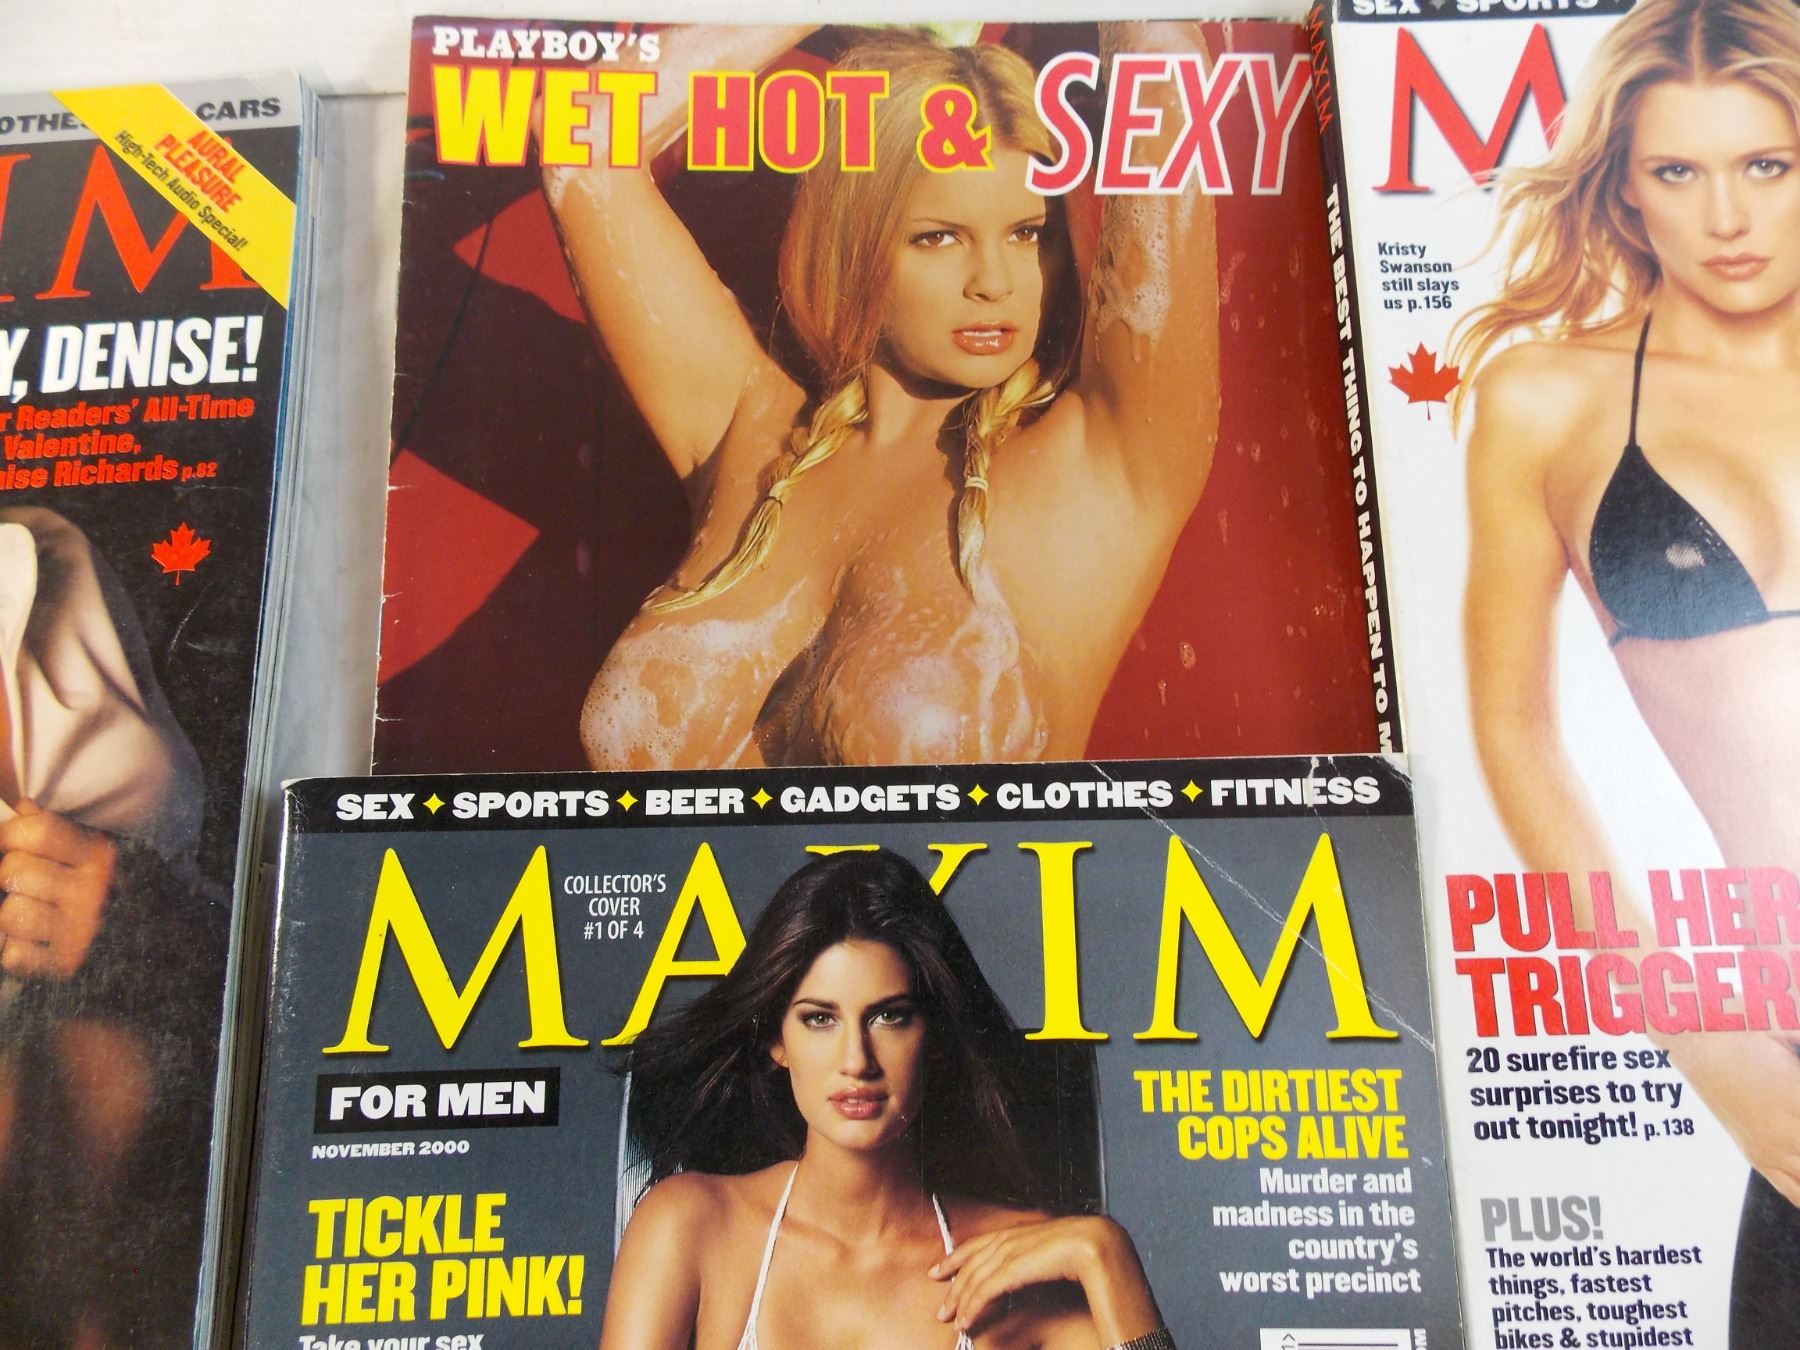 OTHES
CARS
AURAL
PLEASURE
High-Tech Audio Special!
IM
Y, DENISE!
r Readers' All-Time
Valentine,
ise Richards p.82
PLAYBOY'S
WET HOT & SEXY
MAXIM
THE BEST THING TO HAPPEN TO M
SEX SPORTS
M
Kristy
Swanson
still slays
us p.156
PULL HER
TRIGGER
20 surefire sex
surprises to try
out tonight! p.138
PLUS!
The world's hardest
things, fastest
pitches, toughest
bikes & stupidest
SEX ✦ SPORTS ✦ BEER ✦ GADGETS ✦ CLOTHES ✦ FITNESS
MAXIM
COLLECTOR'S
COVER
#1 OF 4
FOR MEN
NOVEMBER 2000
TICKLE
HER PINK!
Take your sex
THE DIRTIEST
COPS ALIVE
Murder and
madness in the
country's
worst precinct